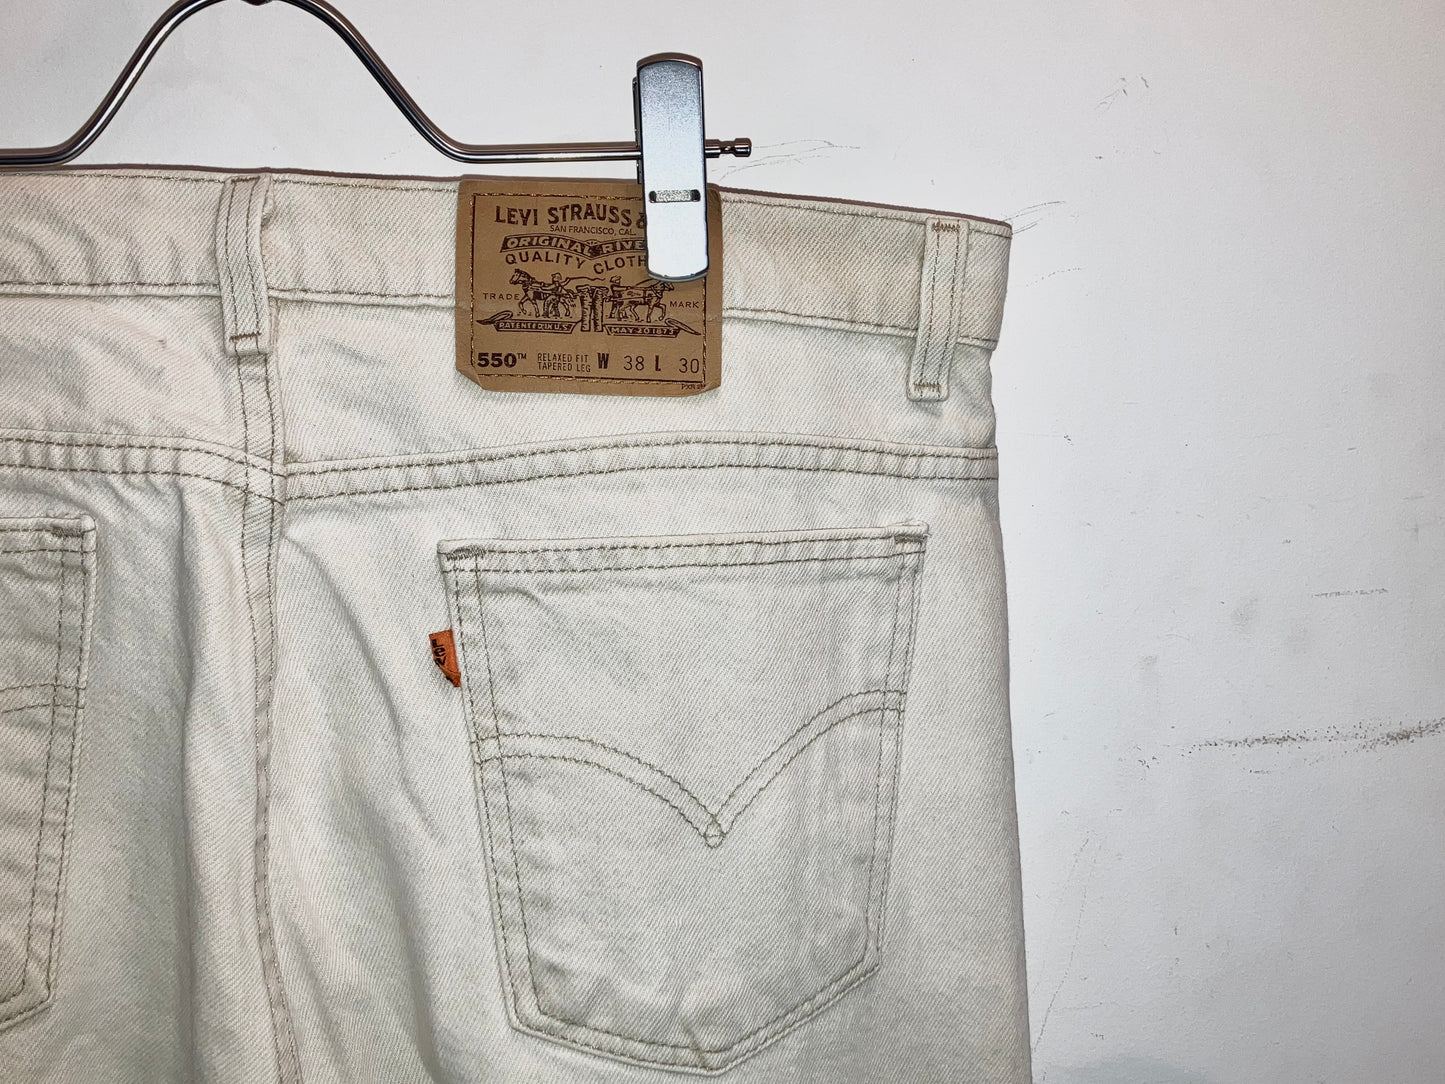 LEVI STRAUSS &
SAN FRANCISCO, CAL.
ORIGINAL RIVE
QUALITY CLOTH
TRADE MARK
PATENTED IN U.S. MAY 20 1873
550™ RELAXED FIT TAPERED LEG W 38 L 30
LEVI